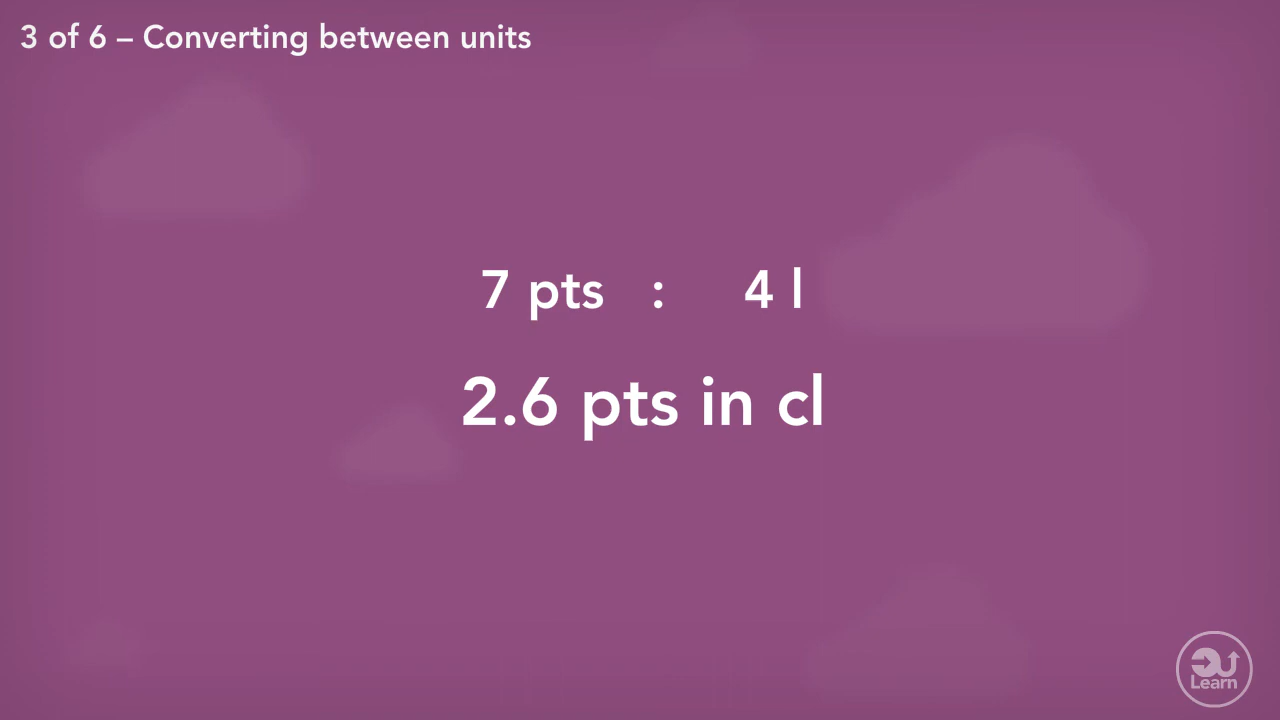 3 of 6 – Converting between units
7 pts : 4 l
2.6 pts in cl
Learn